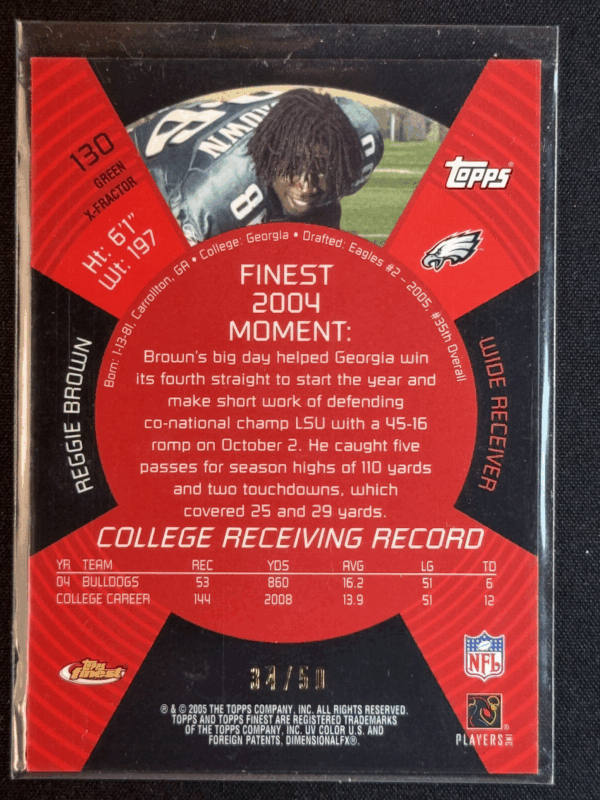 130
GREEN
X-FRACTOR
Ht: 6'1"
Wt: 197
BROWN
8
Topps
Born: 1-13-81, Carrollton, GA • College: Georgia • Drafted: Eagles #2 - 2005, #35th Overall
REGGIE BROWN
WIDE RECEIVER
FINEST
2004
MOMENT:
Brown's big day helped Georgia win
its fourth straight to start the year and
make short work of defending
co-national champ LSU with a 45-16
romp on October 2. He caught five
passes for season highs of 110 yards
and two touchdowns, which
covered 25 and 29 yards.
COLLEGE RECEIVING RECORD
YR TEAM REC YDS AVG LG TD
04 BULLDOGS 53 860 16.2 51 6
COLLEGE CAREER 144 2008 13.9 51 12
Topps
finest
NFL
34/50
® & © 2005 THE TOPPS COMPANY, INC. ALL RIGHTS RESERVED.
TOPPS AND TOPPS FINEST ARE REGISTERED TRADEMARKS
OF THE TOPPS COMPANY, INC. UV COLOR U.S. AND
FOREIGN PATENTS, DIMENSIONALFX®.
PLAYERS INC